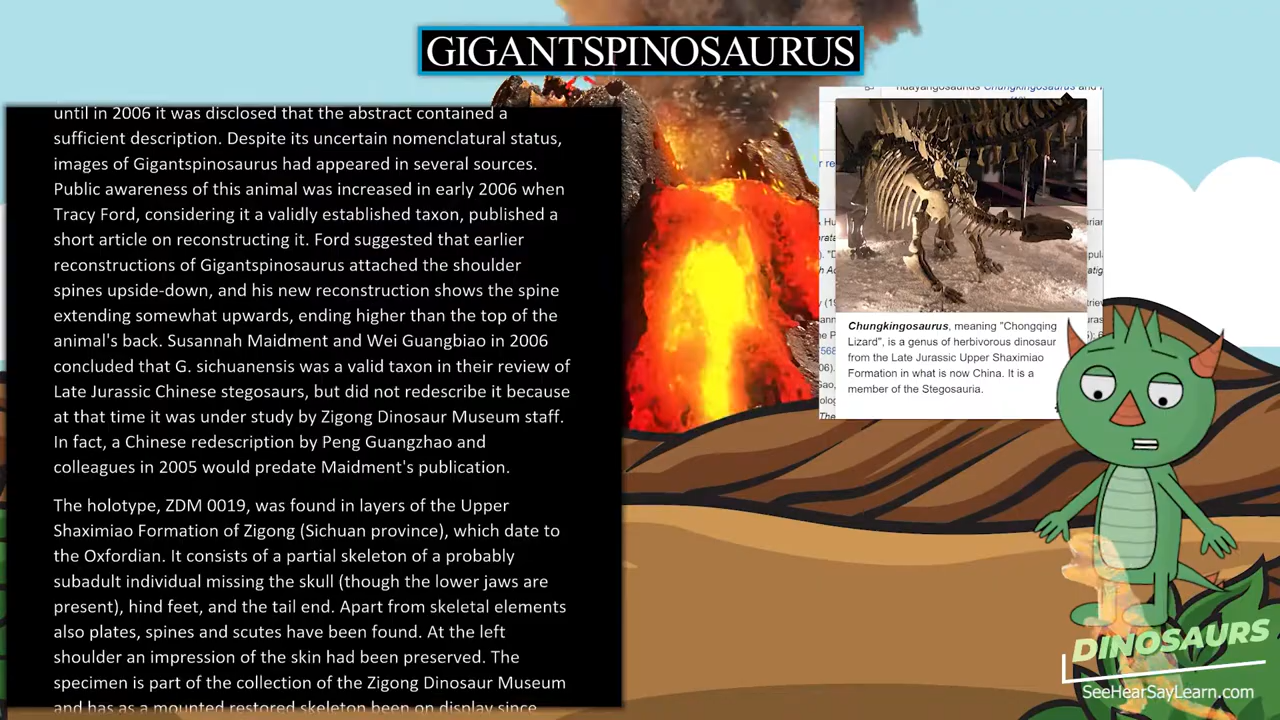 GIGANTSPINOSAURUS
until in 2006 it was disclosed that the abstract contained a
sufficient description. Despite its uncertain nomenclatural status,
images of Gigantspinosaurus had appeared in several sources.
Public awareness of this animal was increased in early 2006 when
Tracy Ford, considering it a validly established taxon, published a
short article on reconstructing it. Ford suggested that earlier
reconstructions of Gigantspinosaurus attached the shoulder
spines upside-down, and his new reconstruction shows the spine
extending somewhat upwards, ending higher than the top of the
animal's back. Susannah Maidment and Wei Guangbiao in 2006
concluded that G. sichuanensis was a valid taxon in their review of
Late Jurassic Chinese stegosaurs, but did not redescribe it because
at that time it was under study by Zigong Dinosaur Museum staff.
In fact, a Chinese redescription by Peng Guangzhao and
colleagues in 2005 would predate Maidment's publication.
The holotype, ZDM 0019, was found in layers of the Upper
Shaximiao Formation of Zigong (Sichuan province), which date to
the Oxfordian. It consists of a partial skeleton of a probably
subadult individual missing the skull (though the lower jaws are
present), hind feet, and the tail end. Apart from skeletal elements
also plates, spines and scutes have been found. At the left
shoulder an impression of the skin had been preserved. The
specimen is part of the collection of the Zigong Dinosaur Museum
and has as a mounted restored skeleton been on display since
huayangosaurids Chungkingosaurus and
Chungkingosaurus, meaning "Chongqing
Lizard", is a genus of herbivorous dinosaur
from the Late Jurassic Upper Shaximiao
Formation in what is now China. It is a
member of the Stegosauria.
DINOSAURS
SeeHearSayLearn.com